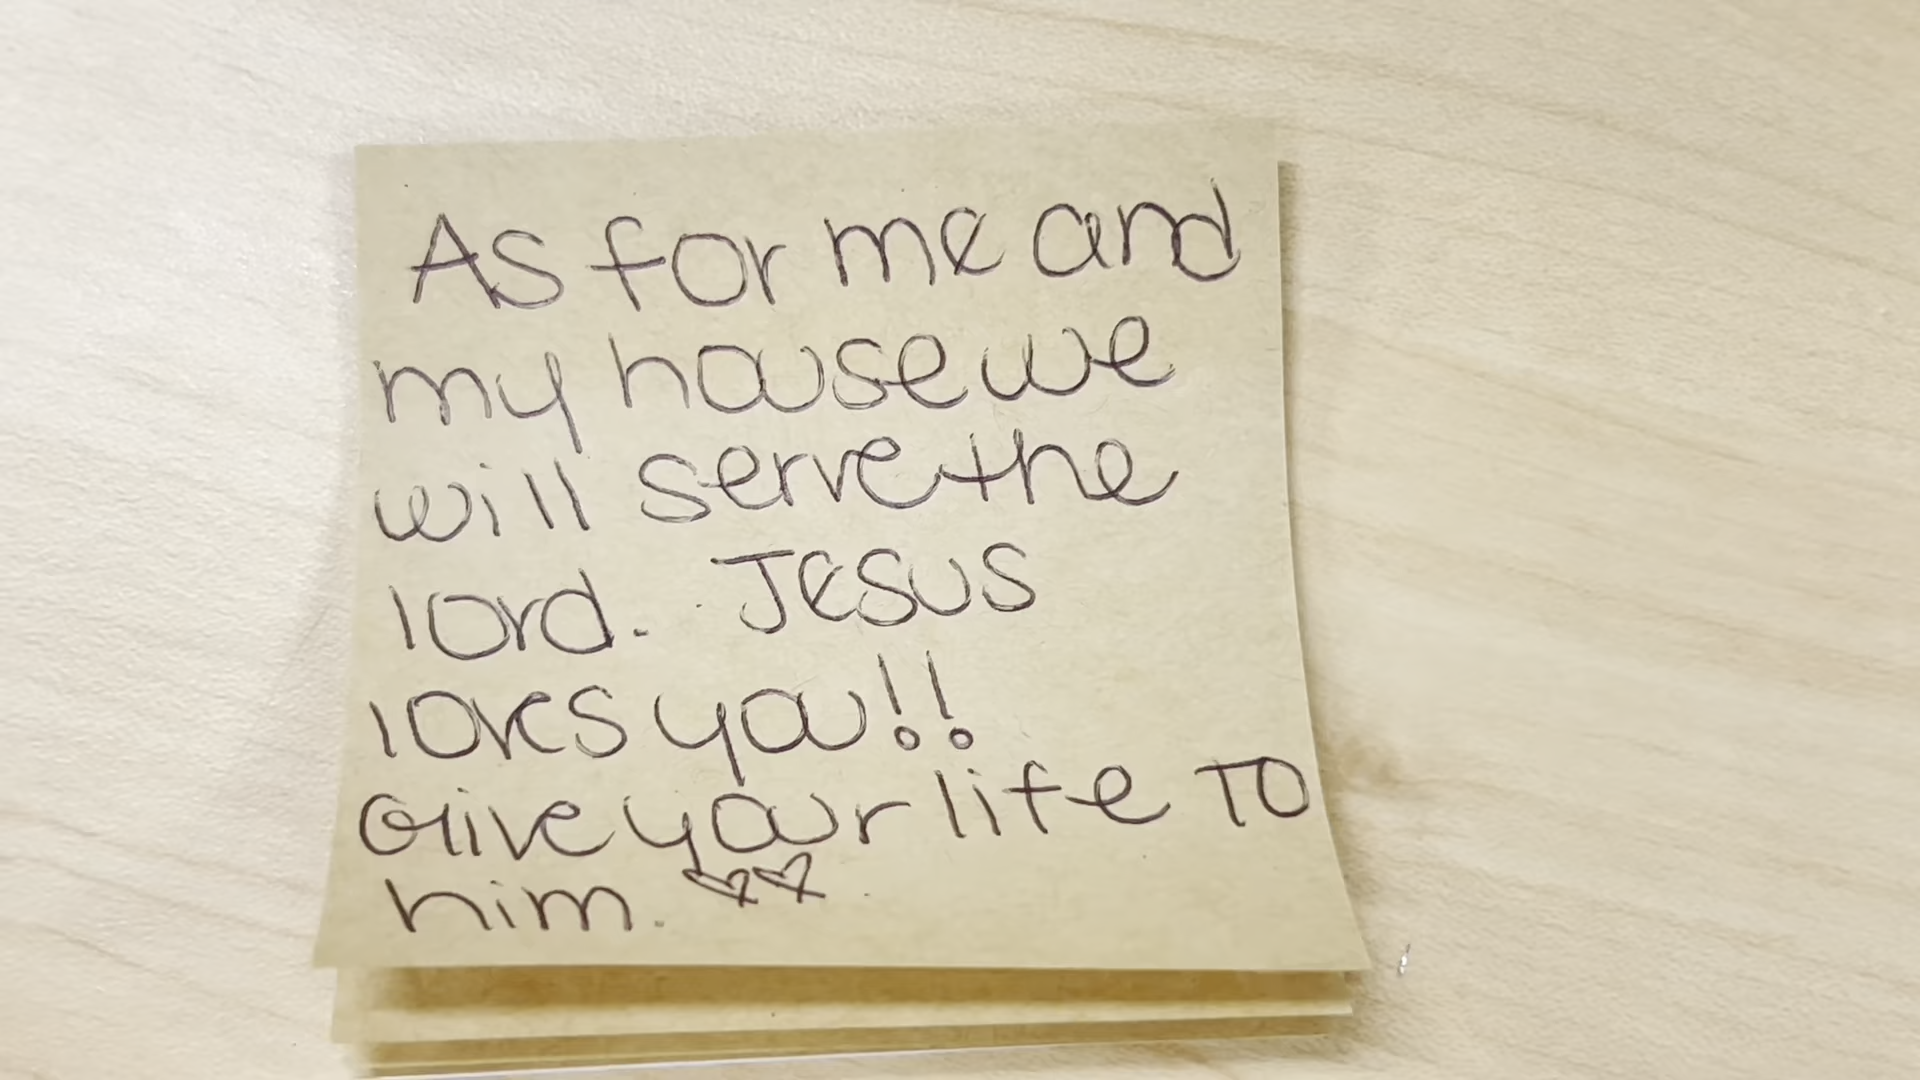 As for me and
my house we
will serve the
lord. Jesus
loves you!!
Give your life To
him. ♡♡